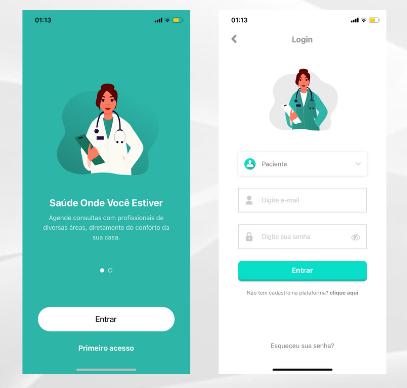 01:13
Saúde Onde Você Estiver
Agende consultas com profissionais de
diversas áreas, diretamente do conforto da
sua casa.
Entrar
Primeiro acesso
01:13
Login
Paciente
Digite e-mail
Digite sua senha
Entrar
Não tem cadastro na plataforma? clique aqui
Esqueceu sua senha?